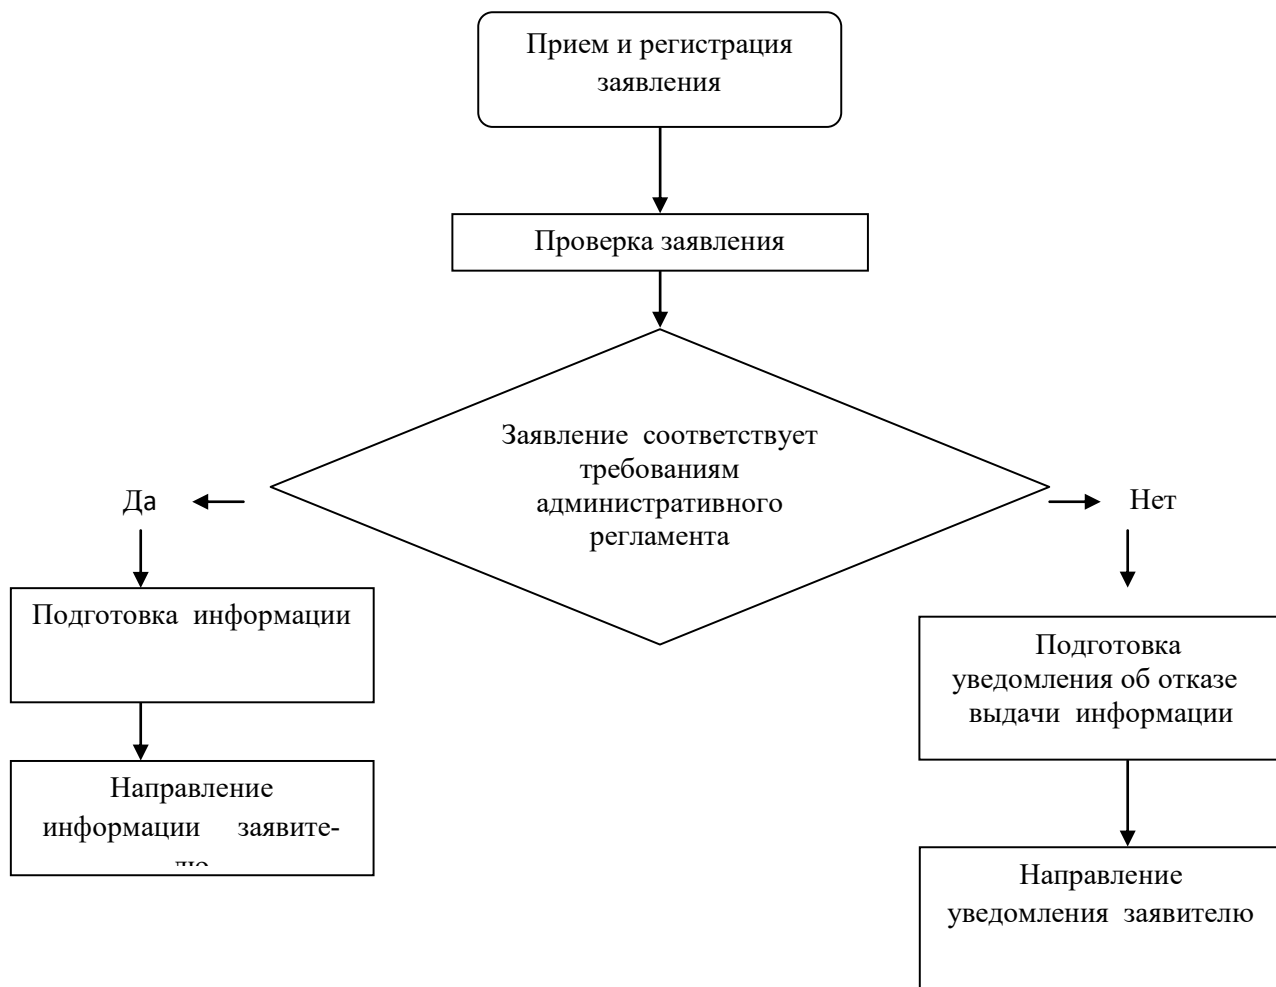 Прием и регистрация
заявления
Проверка заявления
Заявление соответствует
требованиям
административного
регламента
Да
Нет
Подготовка информации
Подготовка
уведомления об отказе
выдачи информации
Направление
информации заявите-
лю
Направление
уведомления заявителю